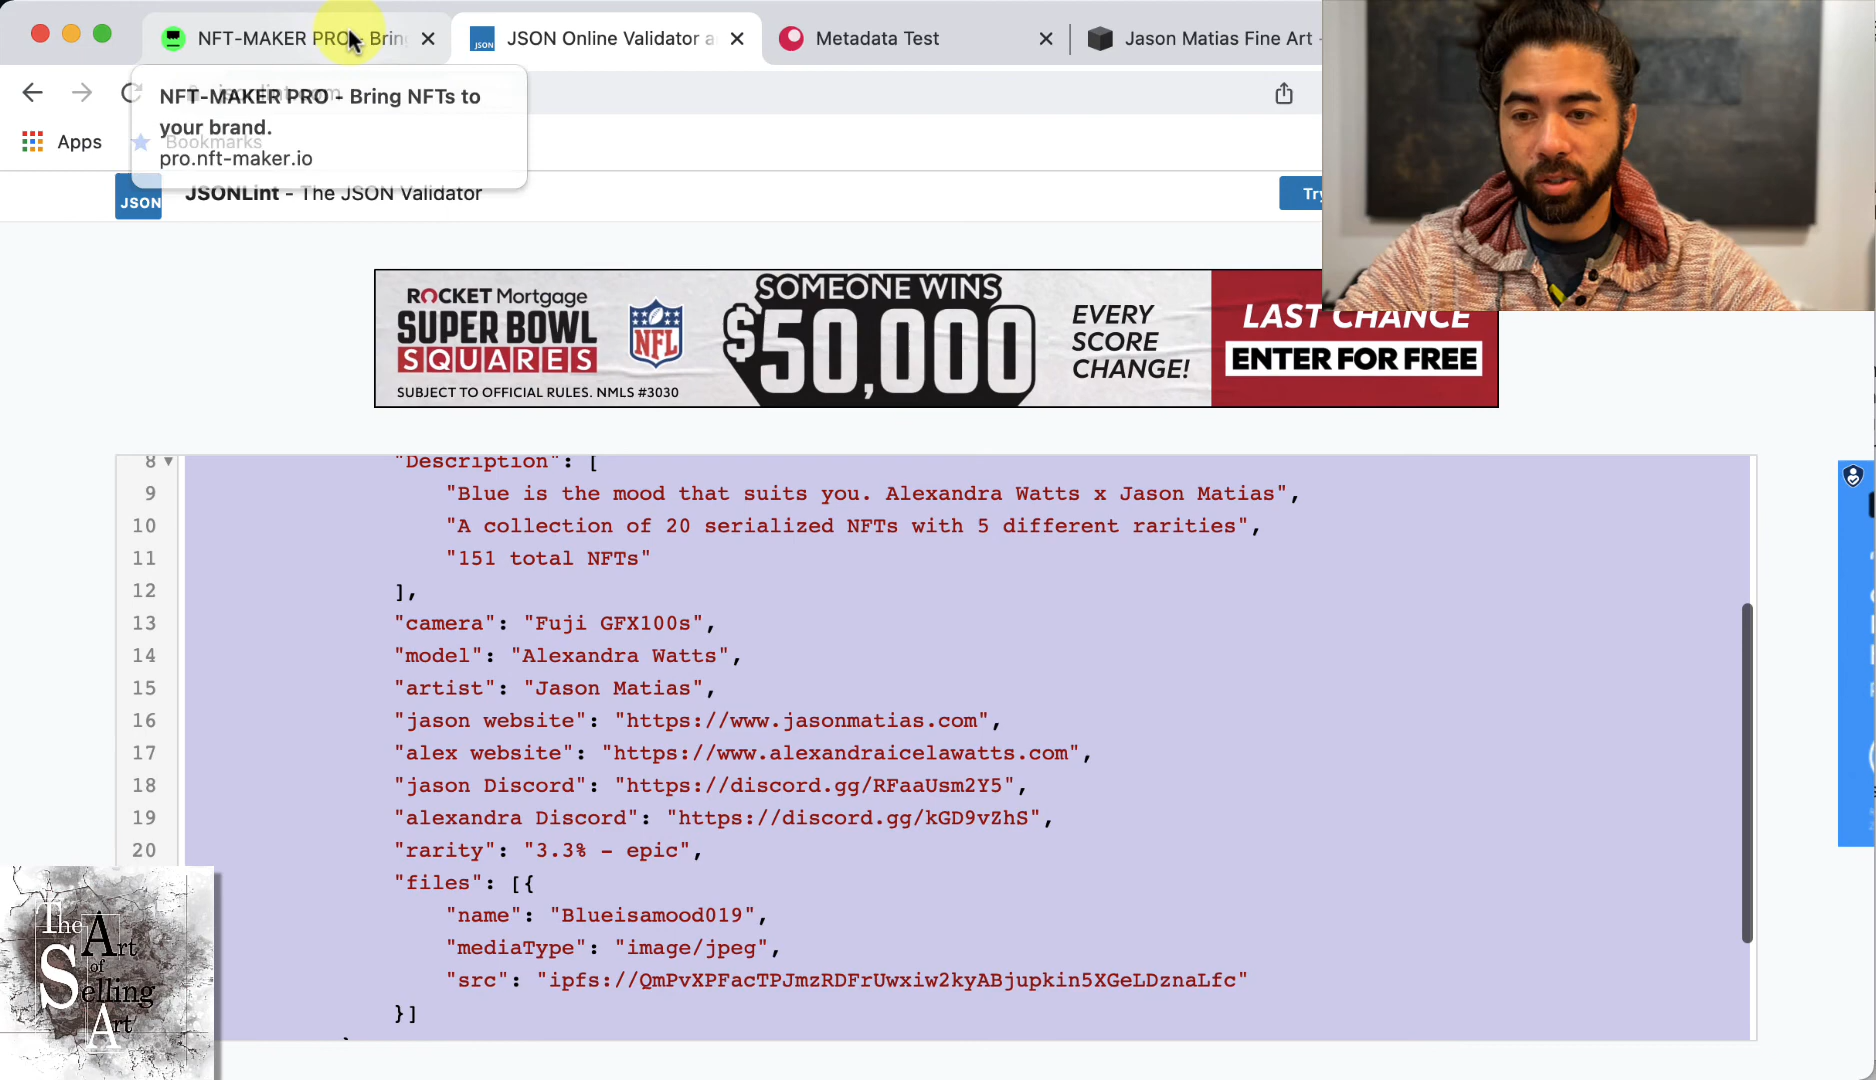 NFT-MAKER PRO - Bring
JSON Online Validator a
Metadata Test
Jason Matias Fine Art -
NFT-MAKER PRO - Bring NFTs to
your brand.
pro.nft-maker.io
Apps
Bookmarks
JSON
JSONLint - The JSON Validator
Try
ROCKET Mortgage
SUPER BOWL
SQUARES
SUBJECT TO OFFICIAL RULES. NMLS #3030
NFL
SOMEONE WINS
$50,000
EVERY
SCORE
CHANGE!
LAST CHANCE
ENTER FOR FREE
8 "Description": [
9 "Blue is the mood that suits you. Alexandra Watts x Jason Matias",
10 "A collection of 20 serialized NFTs with 5 different rarities",
11 "151 total NFTs"
12 ],
13 "camera": "Fuji GFX100s",
14 "model": "Alexandra Watts",
15 "artist": "Jason Matias",
16 "jason website": "https://www.jasonmatias.com",
17 "alex website": "https://www.alexandraicelawatts.com",
18 "jason Discord": "https://discord.gg/RFaaUsm2Y5",
19 "alexandra Discord": "https://discord.gg/kGD9vZhS",
20 "rarity": "3.3% - epic",
"files": [{
"name": "Blueisamood019",
"mediaType": "image/jpeg",
"src": "ipfs://QmPvXPFacTPJmzRDFrUwxiw2kyABjupkin5XGeLDznaLfc"
}]
The
Art
of
Selling
Art